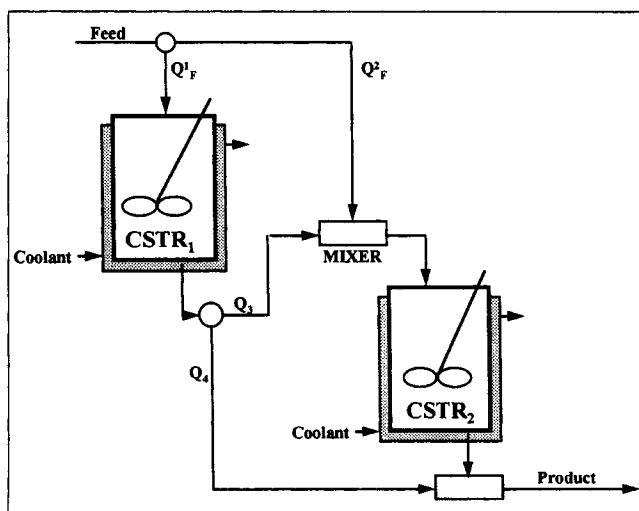 Feed
Q¹F
Q²F
CSTR₁
Coolant
MIXER
Q₃
Q₄
CSTR₂
Coolant
Product